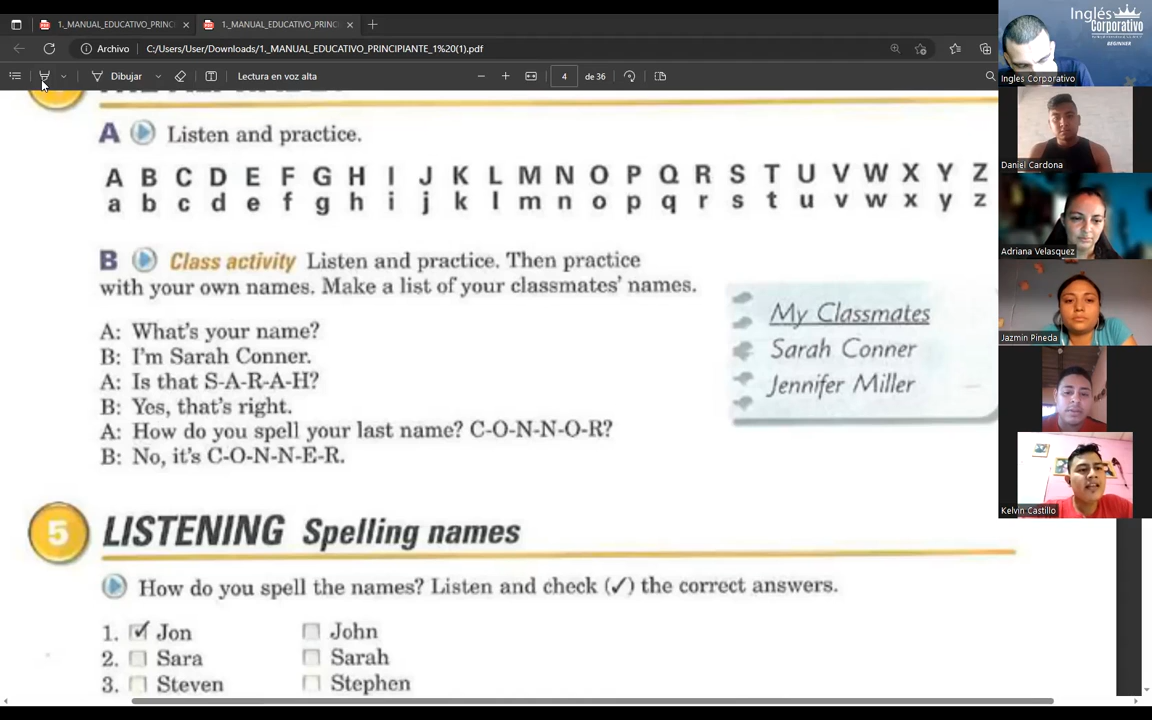 1._MANUAL_EDUCATIVO_PRINC
1._MANUAL_EDUCATIVO_PRINC
Archivo
C:/Users/User/Downloads/1._MANUAL_EDUCATIVO_PRINCIPIANTE_1%20(1).pdf
Dibujar
Lectura en voz alta
4
de 36
A Listen and practice.
A B C D E F G H I J K L M N O P Q R S T U V W X Y Z
a b c d e f g h i j k l m n o p q r s t u v w x y z
B Class activity Listen and practice. Then practice
with your own names. Make a list of your classmates' names.
A: What's your name?
B: I'm Sarah Conner.
A: Is that S-A-R-A-H?
B: Yes, that's right.
A: How do you spell your last name? C-O-N-N-O-R?
B: No, it's C-O-N-N-E-R.
My Classmates
Sarah Conner
Jennifer Miller
5 LISTENING Spelling names
How do you spell the names? Listen and check (✓) the correct answers.
1. ✓ Jon John
2. Sara Sarah
3. Steven Stephen
Inglés
Corporativo
BEGINNER
Ingles Corporativo
Daniel Cardona
Adriana Velasquez
Jazmin Pineda
Kelvin Castillo